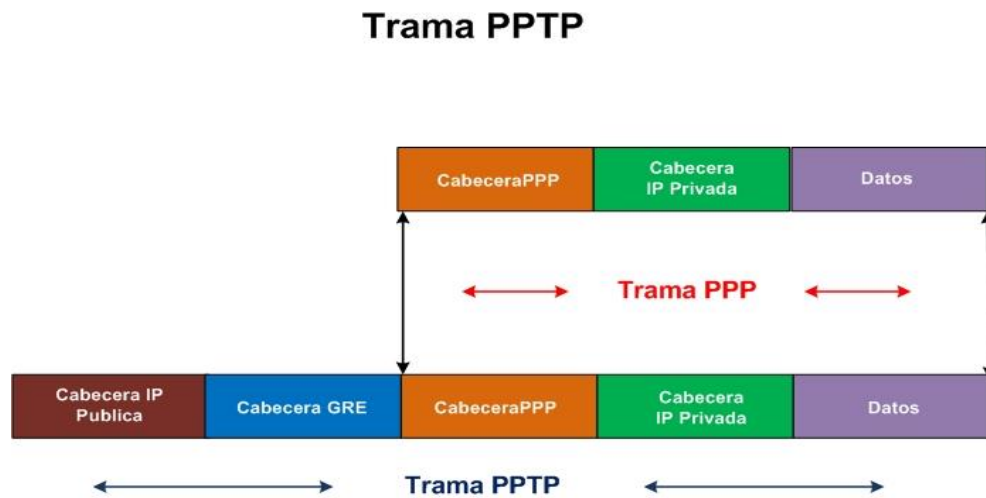 Trama PPTP
CabeceraPPP
Cabecera
IP Privada
Datos
Trama PPP
Cabecera IP
Publica
Cabecera GRE
CabeceraPPP
Cabecera
IP Privada
Datos
Trama PPTP